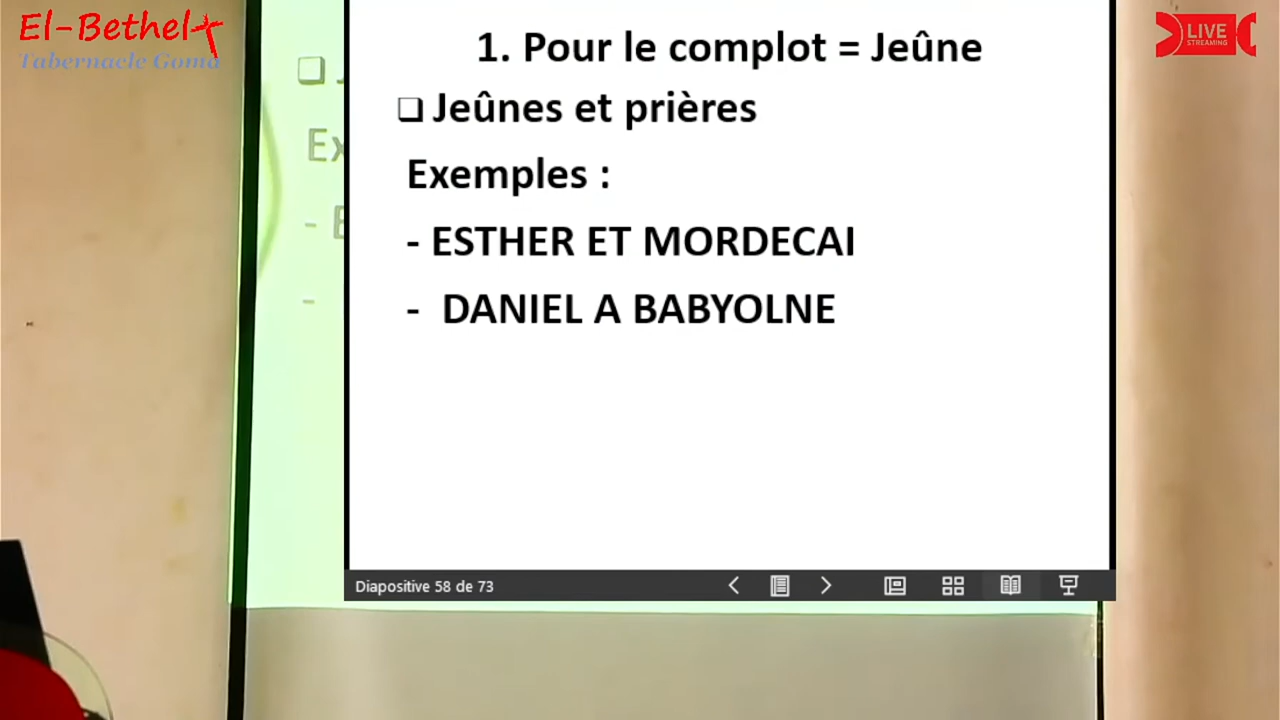 El-Bethel
Tabernacle Goma
LIVE
STREAMING
1. Pour le complot = Jeûne
❑ Jeûnes et prières
Exemples :
- ESTHER ET MORDECAI
- DANIEL A BABYOLNE
Ex
Diapositive 58 de 73